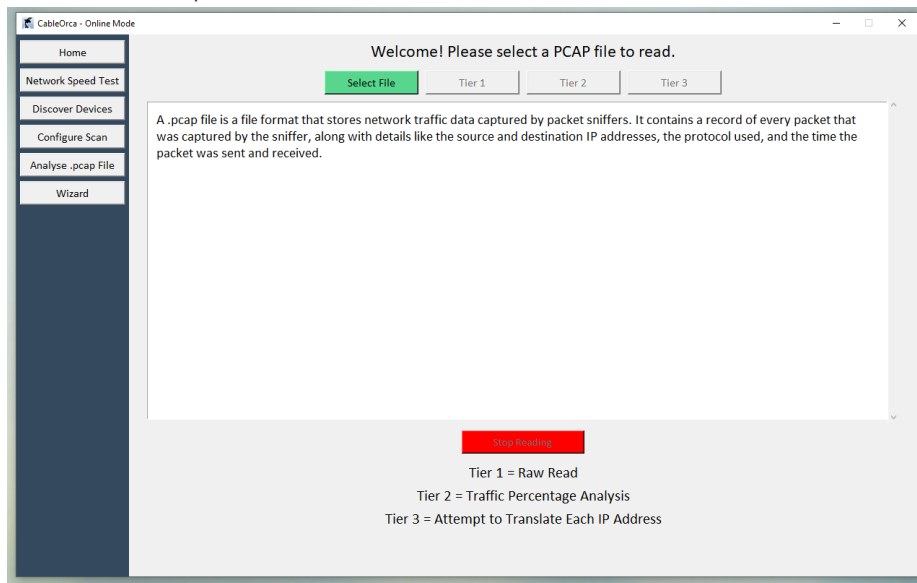 CableOrca - Online Mode
Home
Network Speed Test
Discover Devices
Configure Scan
Analyse .pcap File
Wizard
Welcome! Please select a PCAP file to read.
Select File
Tier 1
Tier 2
Tier 3
A .pcap file is a file format that stores network traffic data captured by packet sniffers. It contains a record of every packet that
was captured by the sniffer, along with details like the source and destination IP addresses, the protocol used, and the time the
packet was sent and received.
Stop Reading
Tier 1 = Raw Read
Tier 2 = Traffic Percentage Analysis
Tier 3 = Attempt to Translate Each IP Address